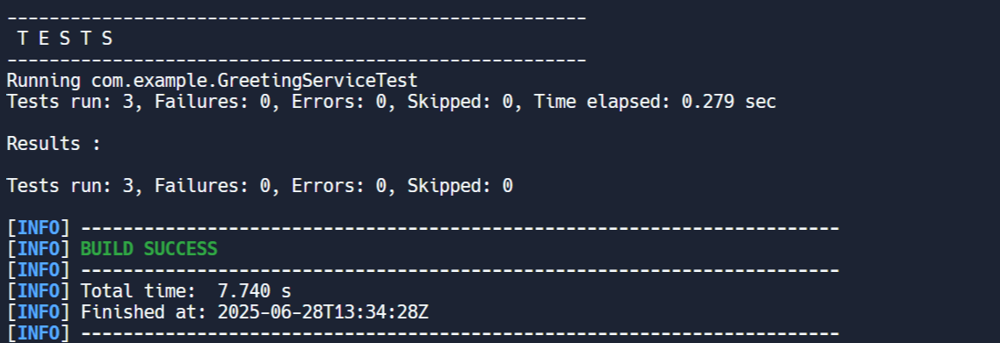 -------------------------------------------------------
 T E S T S
-------------------------------------------------------
Running com.example.GreetingServiceTest
Tests run: 3, Failures: 0, Errors: 0, Skipped: 0, Time elapsed: 0.279 sec

Results :

Tests run: 3, Failures: 0, Errors: 0, Skipped: 0

[INFO] ------------------------------------------------------------------------
[INFO] BUILD SUCCESS
[INFO] ------------------------------------------------------------------------
[INFO] Total time:  7.740 s
[INFO] Finished at: 2025-06-28T13:34:28Z
[INFO] ------------------------------------------------------------------------